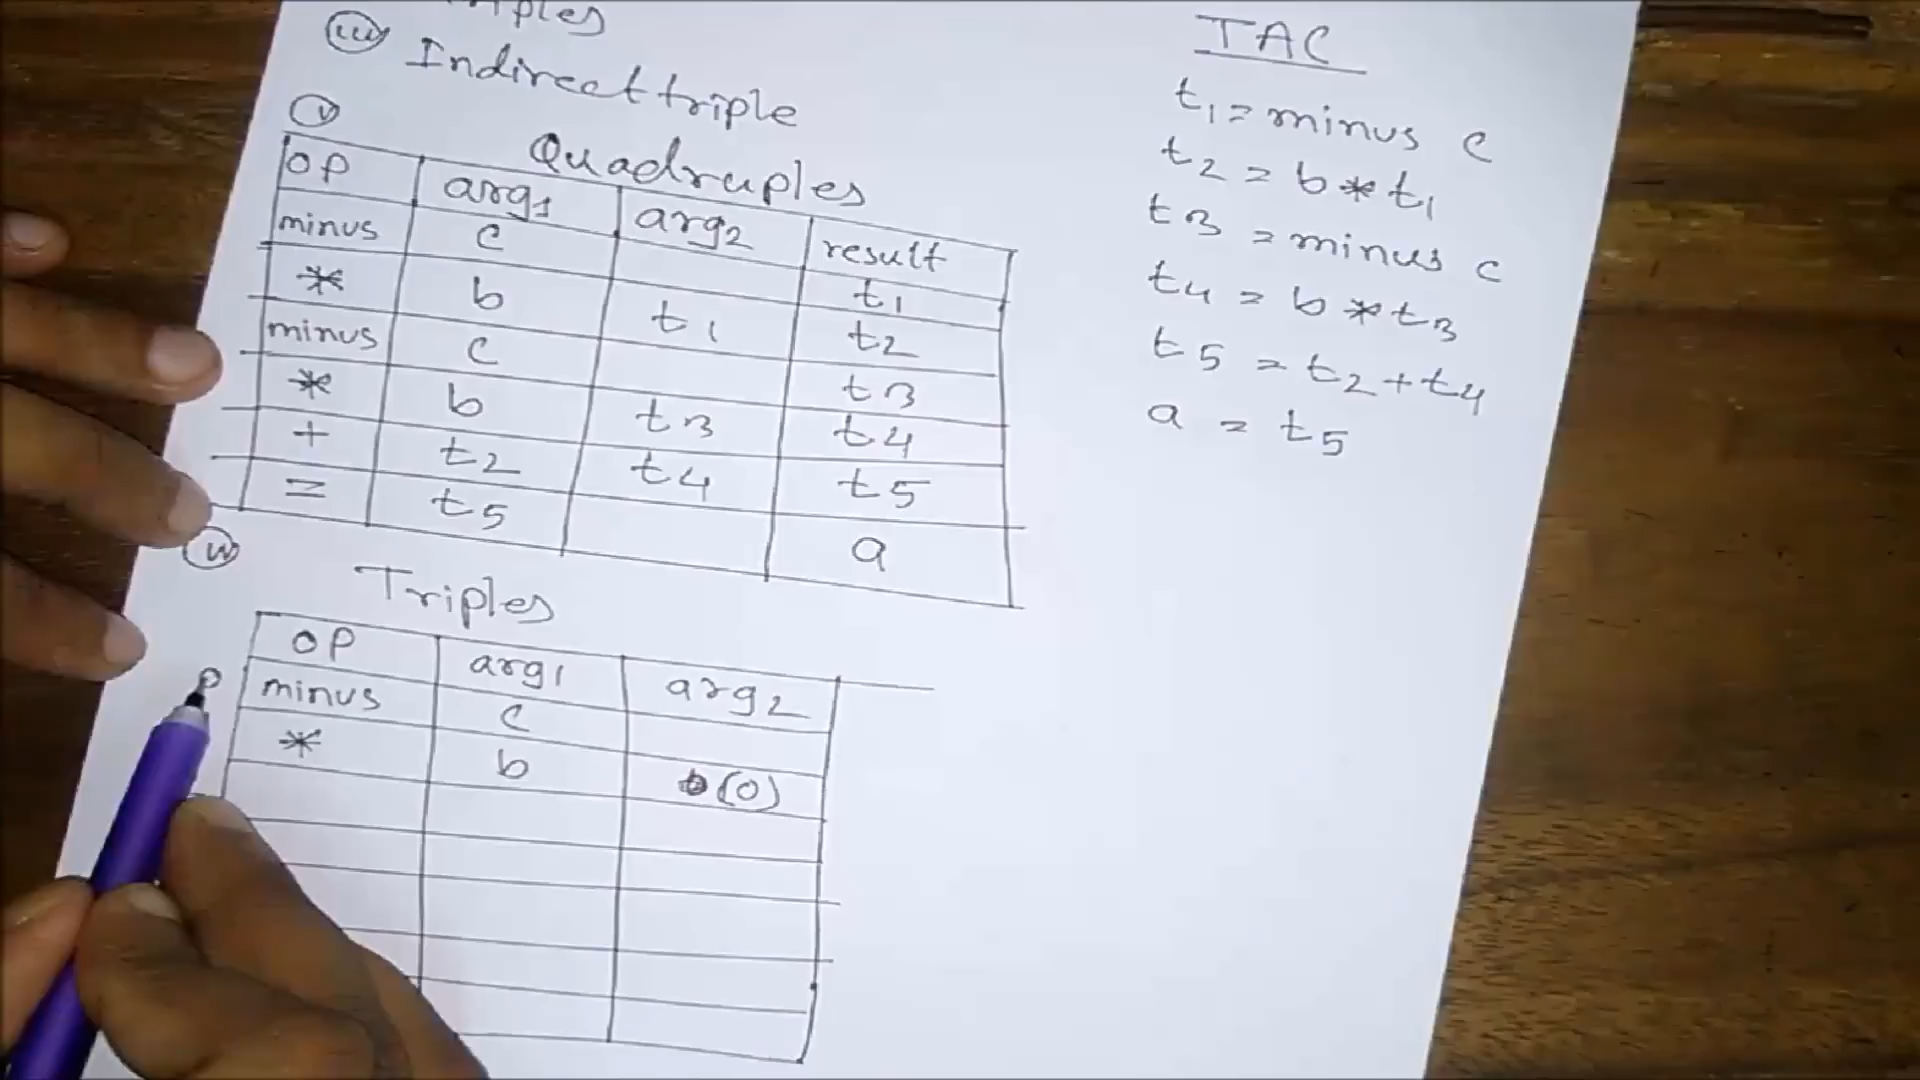 iii
Indirect triple
i
Quadruples
op arg1 arg2 result
minus c t1
* b t1 t2
minus c t3
* b t3 t4
+ t2 t4 t5
= t5 a
ii
Triples
op arg1 arg2
0 minus c
* b (0)
TAC
t1 = minus c
t2 = b * t1
t3 = minus c
t4 = b * t3
t5 = t2 + t4
a = t5